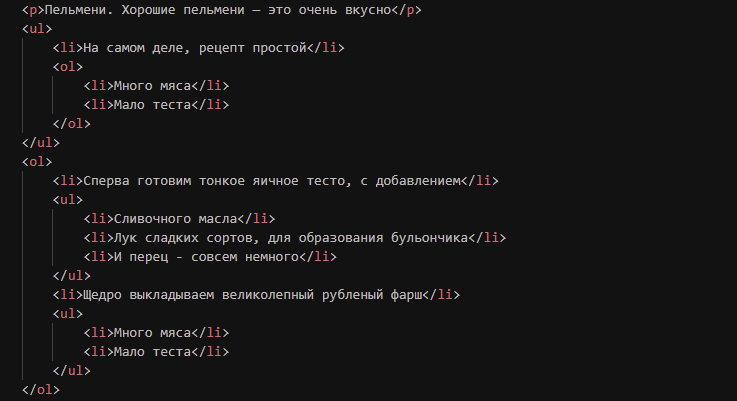 <p>Пельмени. Хорошие пельмени — это очень вкусно</p>
<ul>
<li>На самом деле, рецепт простой</li>
<ol>
<li>Много мяса</li>
<li>Мало теста</li>
</ol>
</ul>
<ol>
<li>Сперва готовим тонкое яичное тесто, с добавлением</li>
<ul>
<li>Сливочного масла</li>
<li>Лук сладких сортов, для образования бульончика</li>
<li>И перец - совсем немного</li>
</ul>
<li>Щедро выкладываем великолепный рубленый фарш</li>
<ul>
<li>Много мяса</li>
<li>Мало теста</li>
</ul>
</ol>